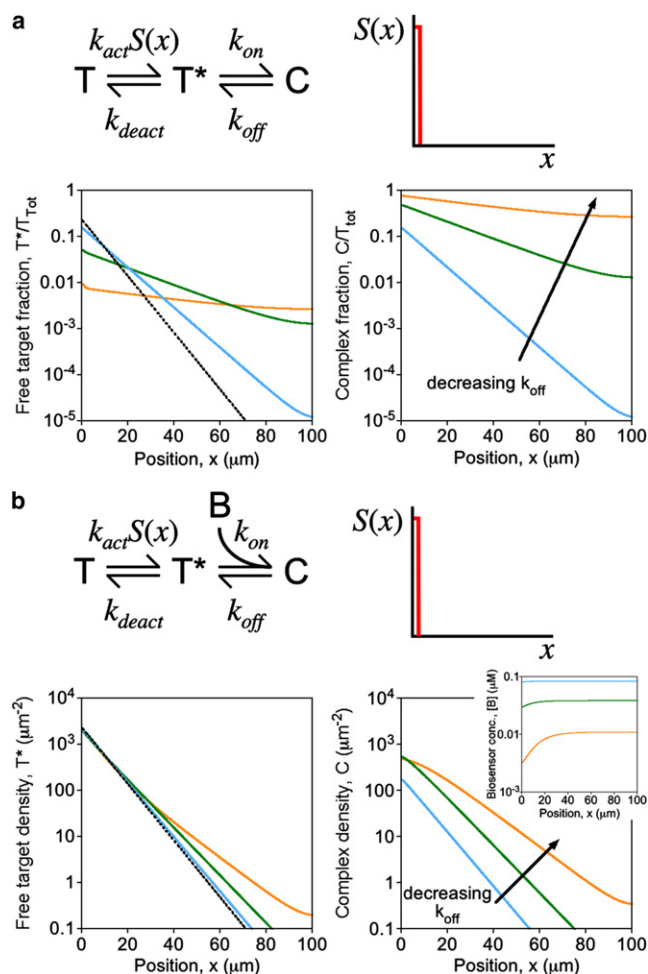 a
k_act S(x) k_on
T ⇌ T* ⇌ C
k_deact k_off
S(x)
x
Free target fraction, T*/T_Tot
1
0.1
0.01
10^-3
10^-4
10^-5
0 20 40 60 80 100
Position, x (μm)
Complex fraction, C/T_tot
1
0.1
0.01
10^-3
10^-4
10^-5
decreasing k_off
0 20 40 60 80 100
Position, x (μm)
b
B
k_act S(x) k_on
T ⇌ T* ⇌ C
k_deact k_off
S(x)
x
Free target density, T* (μm^-2)
10^4
10^3
100
10
1
0.1
0 20 40 60 80 100
Position, x (μm)
Complex density, C (μm^-2)
10^4
10^3
100
10
1
0.1
decreasing
k_off
0 20 40 60 80 100
Position, x (μm)
Biosensor conc., [B] (μM)
0.1
0.01
10^-3
0 20 40 60 80 100
Position, x (μm)